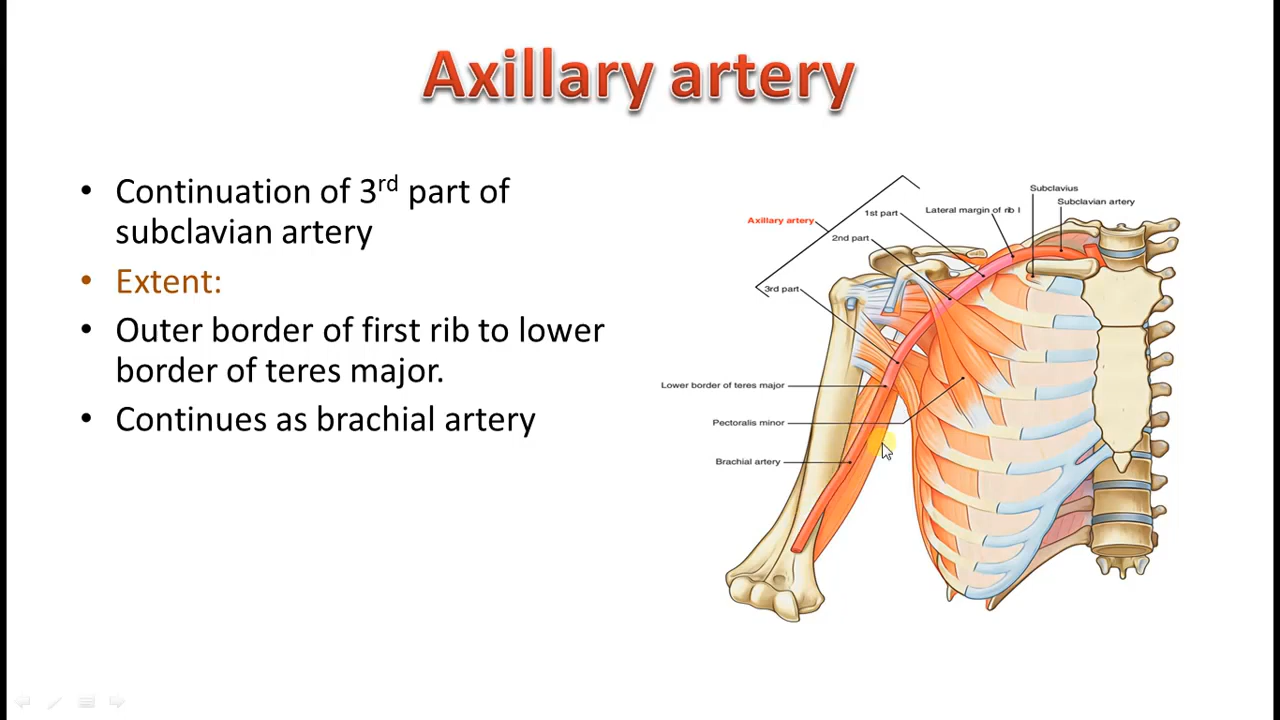 Axillary artery
• Continuation of 3rd part of
subclavian artery
• Extent:
• Outer border of first rib to lower
border of teres major.
• Continues as brachial artery
Subclavius
Subclavian artery
Lateral margin of rib I
1st part
Axillary artery
2nd part
3rd part
Lower border of teres major
Pectoralis minor
Brachial artery